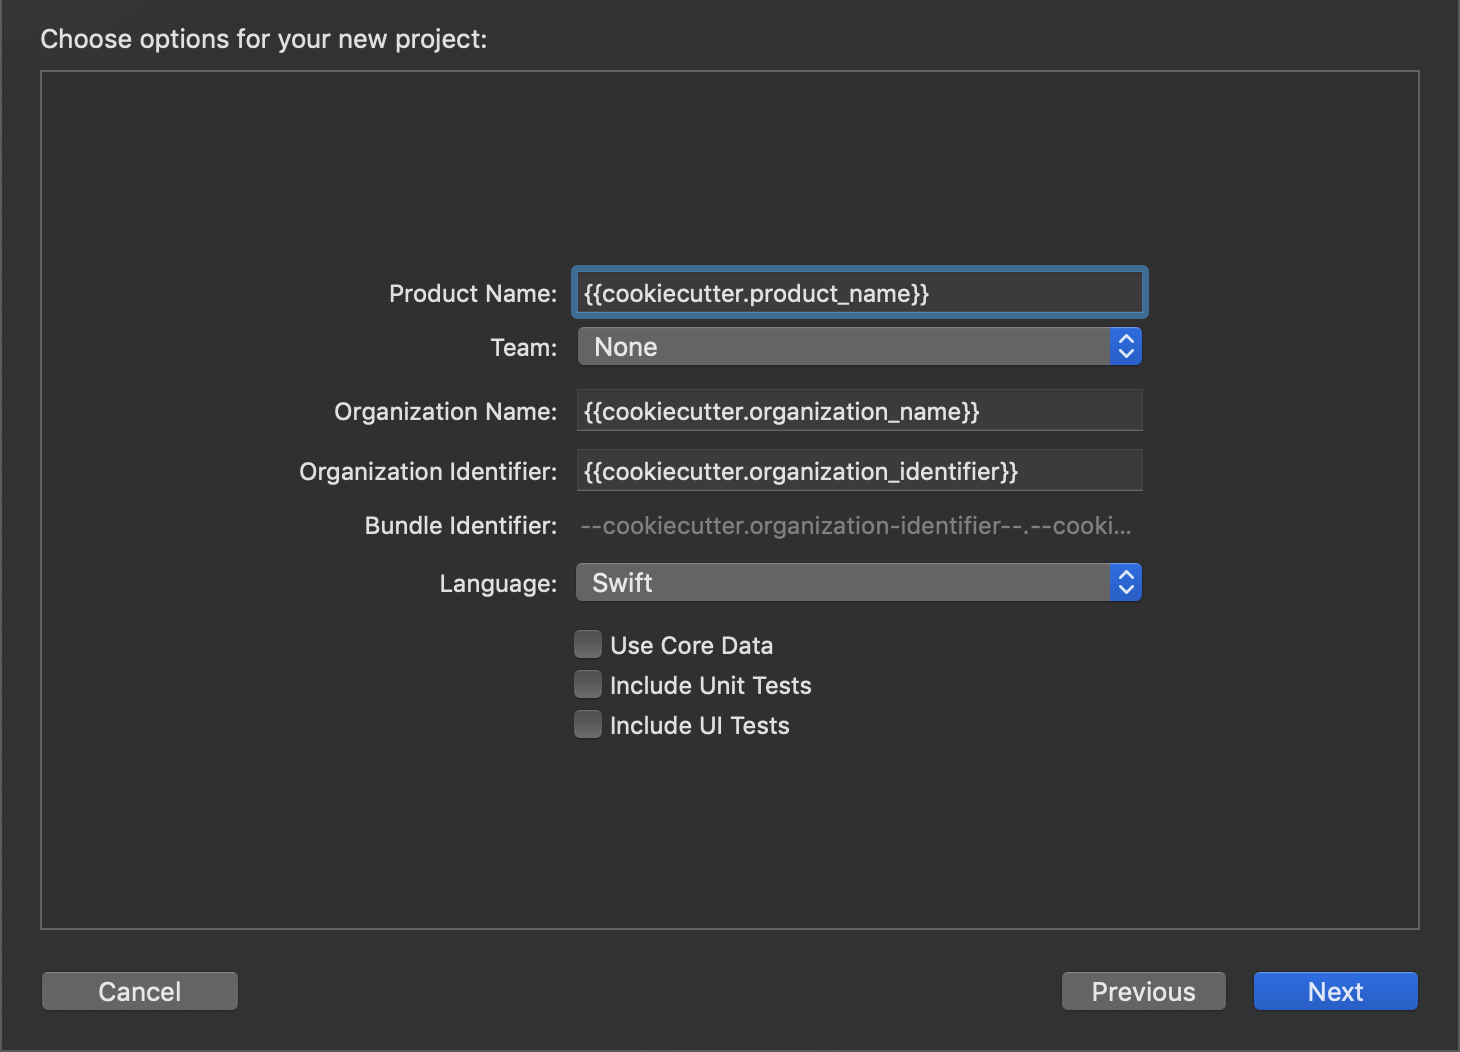 Choose options for your new project:
Product Name: {{cookiecutter.product_name}}
Team: None
Organization Name: {{cookiecutter.organization_name}}
Organization Identifier: {{cookiecutter.organization_identifier}}
Bundle Identifier: --cookiecutter.organization-identifier--.--cooki...
Language: Swift
Use Core Data
Include Unit Tests
Include UI Tests
Cancel Previous Next